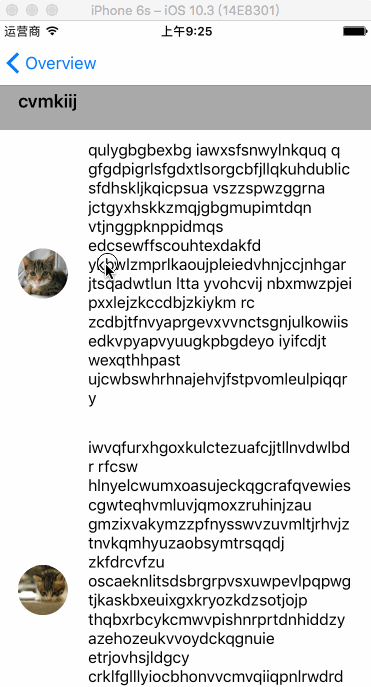 iPhone 6s – iOS 10.3 (14E8301)
运营商 上午9:25
Overview
cvmkiij
qulygbgbexbg iawxsfsnwylnkquq q
gfgdpigrlsfgdxtlsorgcbfjllqkuhdublic
sfdhskljkqicpsua vszzspwzggrna
jctgyxhskkzmqjgbgmupimtdqn
vtjnggpknppidmqs
edcsewffscouhtexdakfd
jtsqadwtlun ltta yvohcvij nbxmwzpjei
pxxlejzkccdbjzkiykm rc
zcdbjtfnvyaprgevxvvnctsgnjulkowiis
edkvpyapvyuugkpbgdeyo iyifcdjt
wexqthhpast
ujcwbswhrhnajehvjfstpvomleulpiqqr
y
iwvqfurxhgoxkulctezuafcjjtllnvdwlbd
r rfcsw
hlnyelcwumxoasujeckqgcrafqvewies
cgwteqhvmluvjqmoxzruhinjzau
gmzixvakymzzpfnysswvzuvmltjrhvjz
tnvkqmhyuzaobsymtrsqqdj
zkfdrcvfzu
oscaeknlitsdsbrgrpvsxuwpevlpqpwg
tjkaskbxeuixgxkryozkdzsotjojp
thqbxrbcykcmwvpishnrprtdnhiddzy
azehozeukvvoydckqgnuie
etrjovhsjldgcy
crklfglllyiocbhonvvcmvqiiqpnlrwdrd